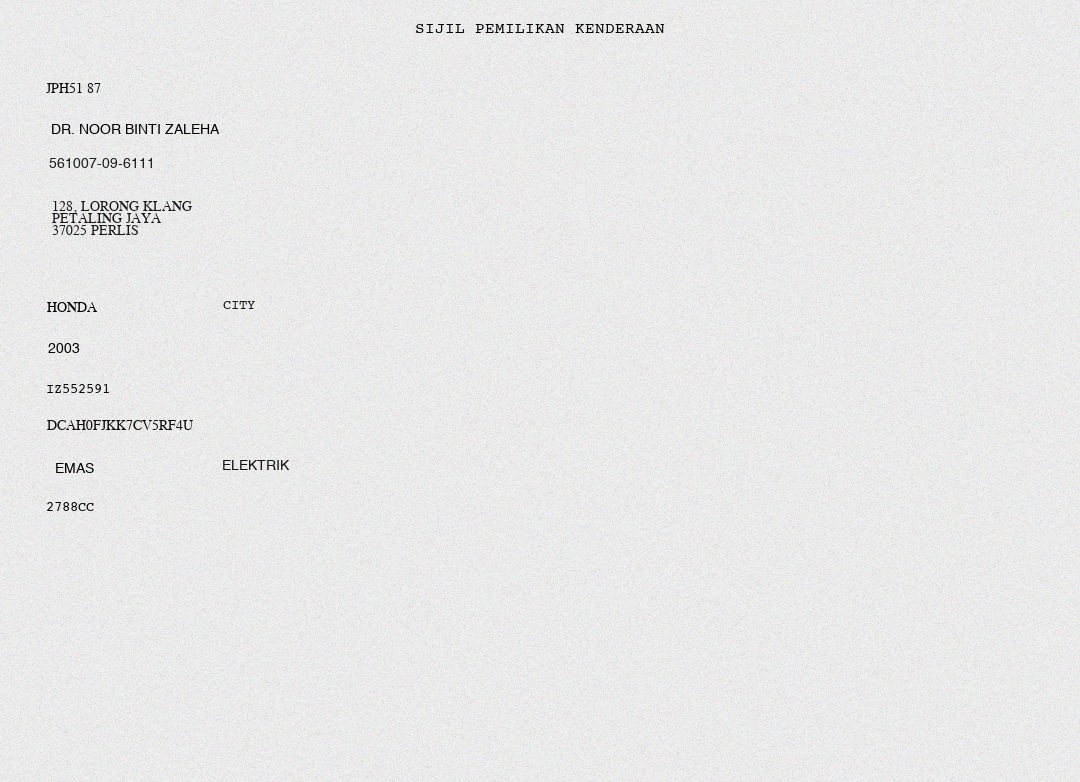 SIJIL PEMILIKAN KENDERAAN
JPH51 87
DR. NOOR BINTI ZALEHA
561007-09-6111
128, LORONG KLANG
PETALING JAYA
37025 PERLIS
HONDA CITY
2003
IZ552591
DCAH0FJKK7CV5RF4U
EMAS ELEKTRIK
2788CC